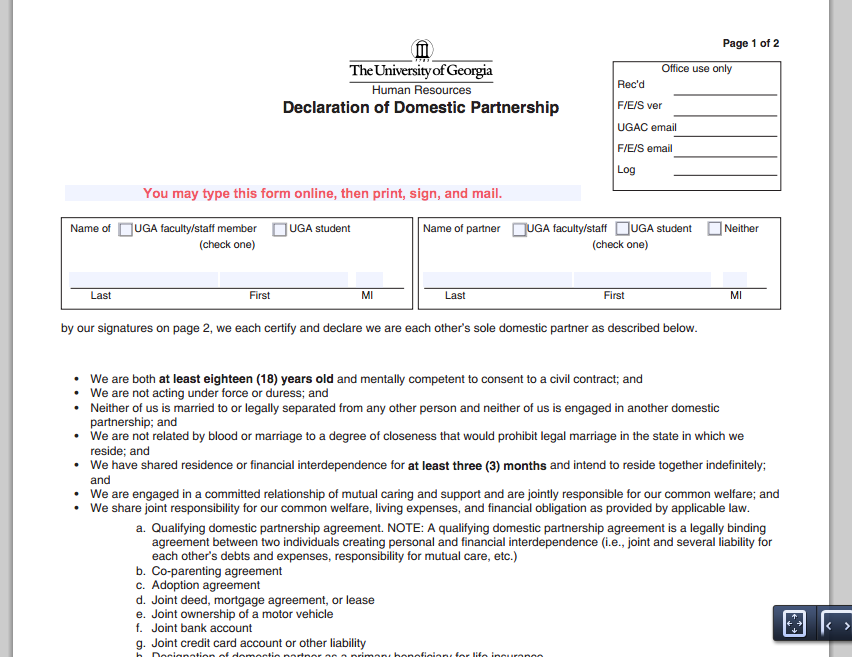 Page 1 of 2
1785
The University of Georgia
Human Resources
Declaration of Domestic Partnership
Office use only
Rec'd
F/E/S ver
UGAC email
F/E/S email
Log
You may type this form online, then print, sign, and mail.
Name of UGA faculty/staff member UGA student
(check one)
Last First MI
Name of partner UGA faculty/staff UGA student Neither
(check one)
Last First MI
by our signatures on page 2, we each certify and declare we are each other's sole domestic partner as described below.
• We are both at least eighteen (18) years old and mentally competent to consent to a civil contract; and
• We are not acting under force or duress; and
• Neither of us is married to or legally separated from any other person and neither of us is engaged in another domestic
partnership; and
• We are not related by blood or marriage to a degree of closeness that would prohibit legal marriage in the state in which we
reside; and
• We have shared residence or financial interdependence for at least three (3) months and intend to reside together indefinitely;
and
• We are engaged in a committed relationship of mutual caring and support and are jointly responsible for our common welfare; and
• We share joint responsibility for our common welfare, living expenses, and financial obligation as provided by applicable law.
a. Qualifying domestic partnership agreement. NOTE: A qualifying domestic partnership agreement is a legally binding
agreement between two individuals creating personal and financial interdependence (i.e., joint and several liability for
each other's debts and expenses, responsibility for mutual care, etc.)
b. Co-parenting agreement
c. Adoption agreement
d. Joint deed, mortgage agreement, or lease
e. Joint ownership of a motor vehicle
f. Joint bank account
g. Joint credit card account or other liability
h. Designation of domestic partner as a primary beneficiary for life insurance